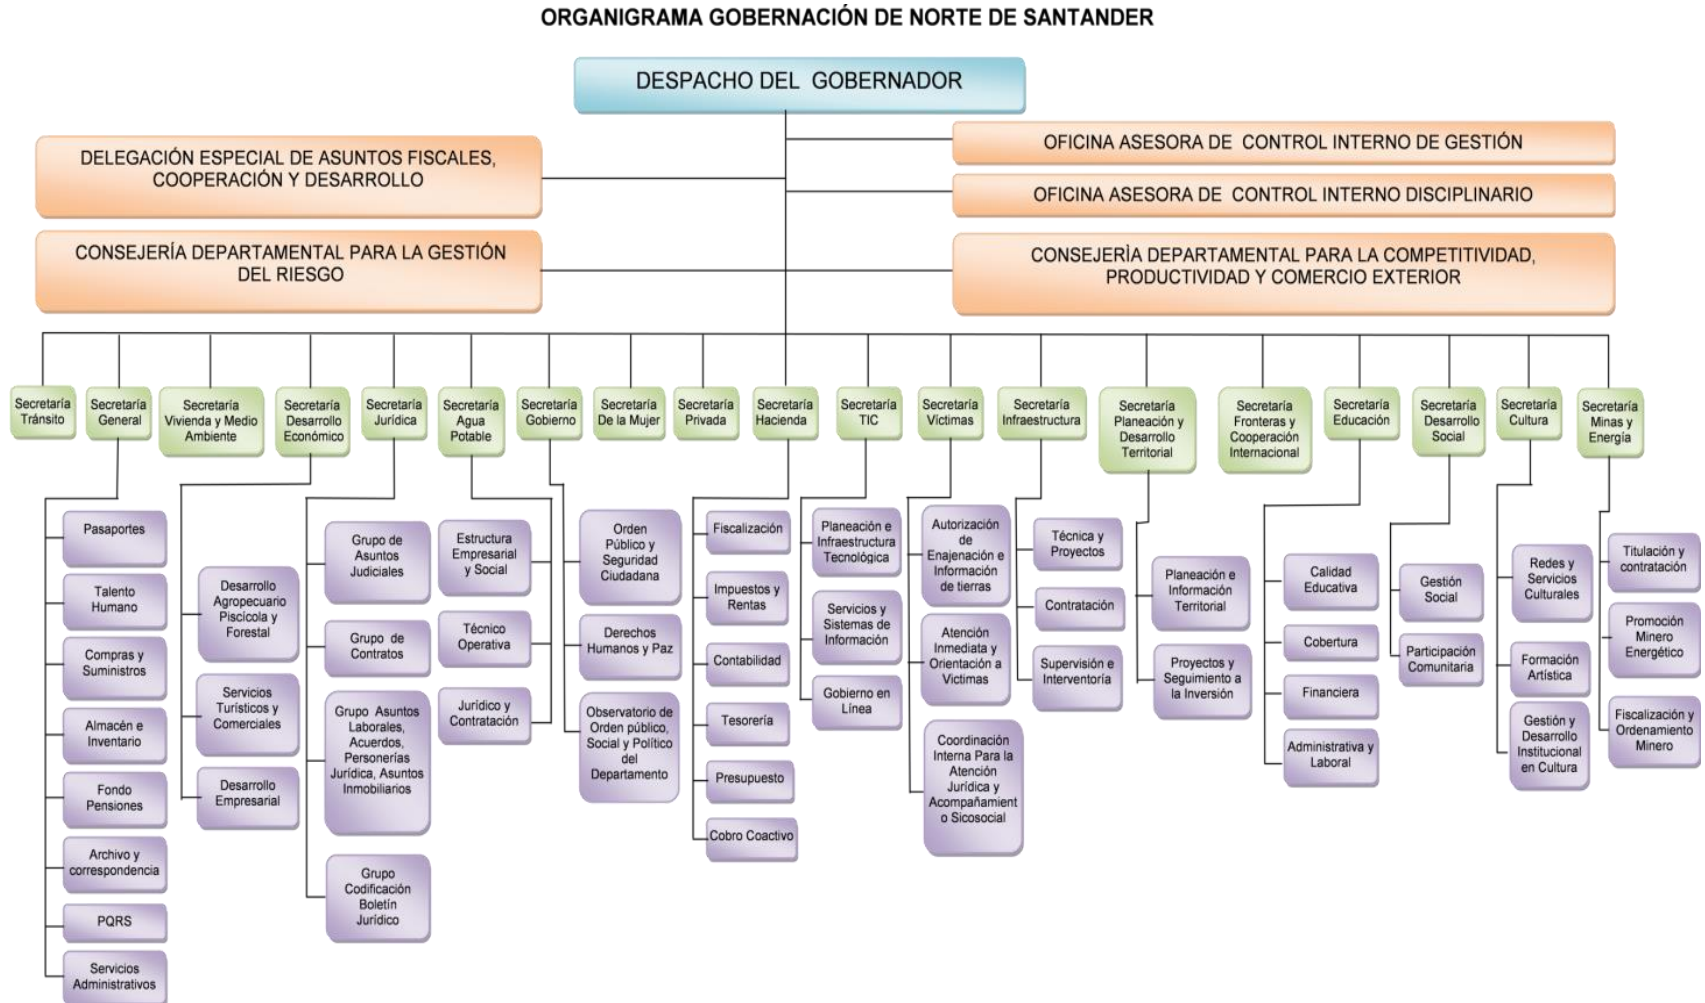 ORGANIGRAMA GOBERNACIÓN DE NORTE DE SANTANDER
DESPACHO DEL GOBERNADOR
DELEGACIÓN ESPECIAL DE ASUNTOS FISCALES,
COOPERACIÓN Y DESARROLLO
OFICINA ASESORA DE CONTROL INTERNO DE GESTIÓN
OFICINA ASESORA DE CONTROL INTERNO DISCIPLINARIO
CONSEJERÍA DEPARTAMENTAL PARA LA GESTIÓN
DEL RIESGO
CONSEJERÌA DEPARTAMENTAL PARA LA COMPETITIVIDAD,
PRODUCTIVIDAD Y COMERCIO EXTERIOR
Secretaría
Tránsito
Secretaría
General
Secretaría
Vivienda y Medio
Ambiente
Secretaría
Desarrollo
Económico
Secretaría
Jurídica
Secretaría
Agua
Potable
Secretaría
Gobierno
Secretaría
De la Mujer
Secretaría
Privada
Secretaría
Hacienda
Secretaría
TIC
Secretaría
Víctimas
Secretaría
Infraestructura
Secretaría
Planeación y
Desarrollo
Territorial
Secretaría
Fronteras y
Cooperación
Internacional
Secretaría
Educación
Secretaría
Desarrollo
Social
Secretaría
Cultura
Secretaría
Minas y
Energía
Pasaportes
Talento
Humano
Compras y
Suministros
Almacén e
Inventario
Fondo
Pensiones
Archivo y
correspondencia
PQRS
Servicios
Administrativos
Desarrollo
Agropecuario
Piscícola y
Forestal
Servicios
Turísticos y
Comerciales
Desarrollo
Empresarial
Grupo de
Asuntos
Judiciales
Grupo de
Contratos
Grupo Asuntos
Laborales,
Acuerdos,
Personerías
Jurídica, Asuntos
Inmobiliarios
Grupo
Codificación
Boletín
Jurídico
Estructura
Empresarial
y Social
Técnico
Operativa
Jurídico y
Contratación
Orden
Público y
Seguridad
Ciudadana
Derechos
Humanos y Paz
Observatorio de
Orden público,
Social y Político
del
Departamento
Fiscalización
Impuestos y
Rentas
Contabilidad
Tesorería
Presupuesto
Cobro Coactivo
Planeación e
Infraestructura
Tecnológica
Servicios y
Sistemas de
Información
Gobierno en
Línea
Autorización
de
Enajenación e
Información
de tierras
Atención
Inmediata y
Orientación a
Victimas
Coordinación
Interna Para la
Atención
Jurídica y
Acompañamient
o Sicosocial
Técnica y
Proyectos
Contratación
Supervisión e
Interventoría
Planeación e
Información
Territorial
Proyectos y
Seguimiento a
la Inversión
Calidad
Educativa
Cobertura
Financiera
Administrativa y
Laboral
Gestión
Social
Participación
Comunitaria
Redes y
Servicios
Culturales
Formación
Artística
Gestión y
Desarrollo
Institucional
en Cultura
Titulación y
contratación
Promoción
Minero
Energético
Fiscalización y
Ordenamiento
Minero